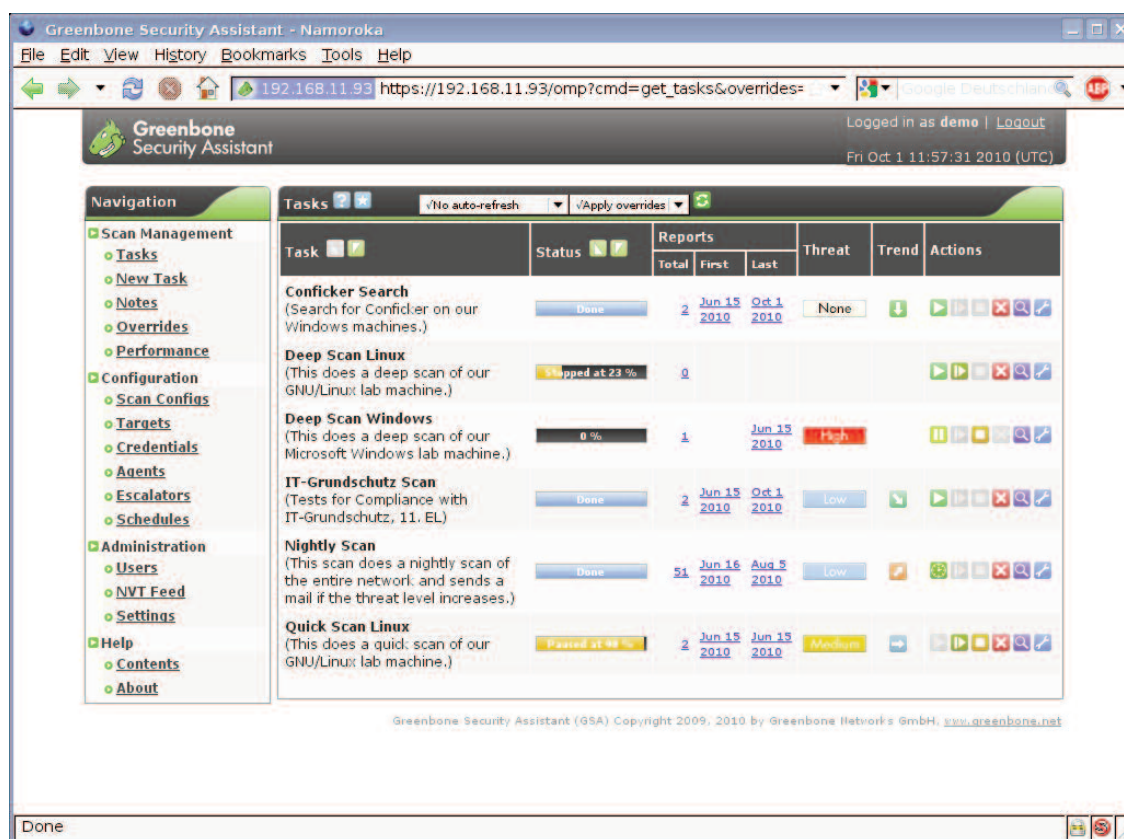 Greenbone Security Assistant - Namoroka
File Edit View History Bookmarks Tools Help
192.168.11.93 https://192.168.11.93/omp?cmd=get_tasks&overrides=
Google Deutschland
ABP
Greenbone
Security Assistant
Logged in as demo | Logout
Fri Oct 1 11:57:31 2010 (UTC)
Navigation
Scan Management
Tasks
New Task
Notes
Overrides
Performance
Configuration
Scan Configs
Targets
Credentials
Agents
Escalators
Schedules
Administration
Users
NVT Feed
Settings
Help
Contents
About
Tasks ? √No auto-refresh √Apply overrides
Task Status Reports Threat Trend Actions
Total First Last
Conficker Search
(Search for Conficker on our
Windows machines.)
Done 2 Jun 15 2010 Oct 1 2010 None
Deep Scan Linux
(This does a deep scan of our
GNU/Linux lab machine.)
Stopped at 23 % 0
Deep Scan Windows
(This does a deep scan of our
Microsoft Windows lab machine.)
0 % 1 Jun 15 2010 High
IT-Grundschutz Scan
(Tests for Compliance with
IT-Grundschutz, 11. EL)
Done 2 Jun 15 2010 Oct 1 2010 Low
Nightly Scan
(This scan does a nightly scan of
the entire network and sends a
mail if the threat level increases.)
Done 51 Jun 16 2010 Aug 5 2010 Low
Quick Scan Linux
(This does a quick scan of our
GNU/Linux lab machine.)
Paused at % 2 Jun 15 2010 Jun 15 2010 Medium
Greenbone Security Assistant (GSA) Copyright 2009, 2010 by Greenbone Networks GmbH, www.greenbone.net
Done